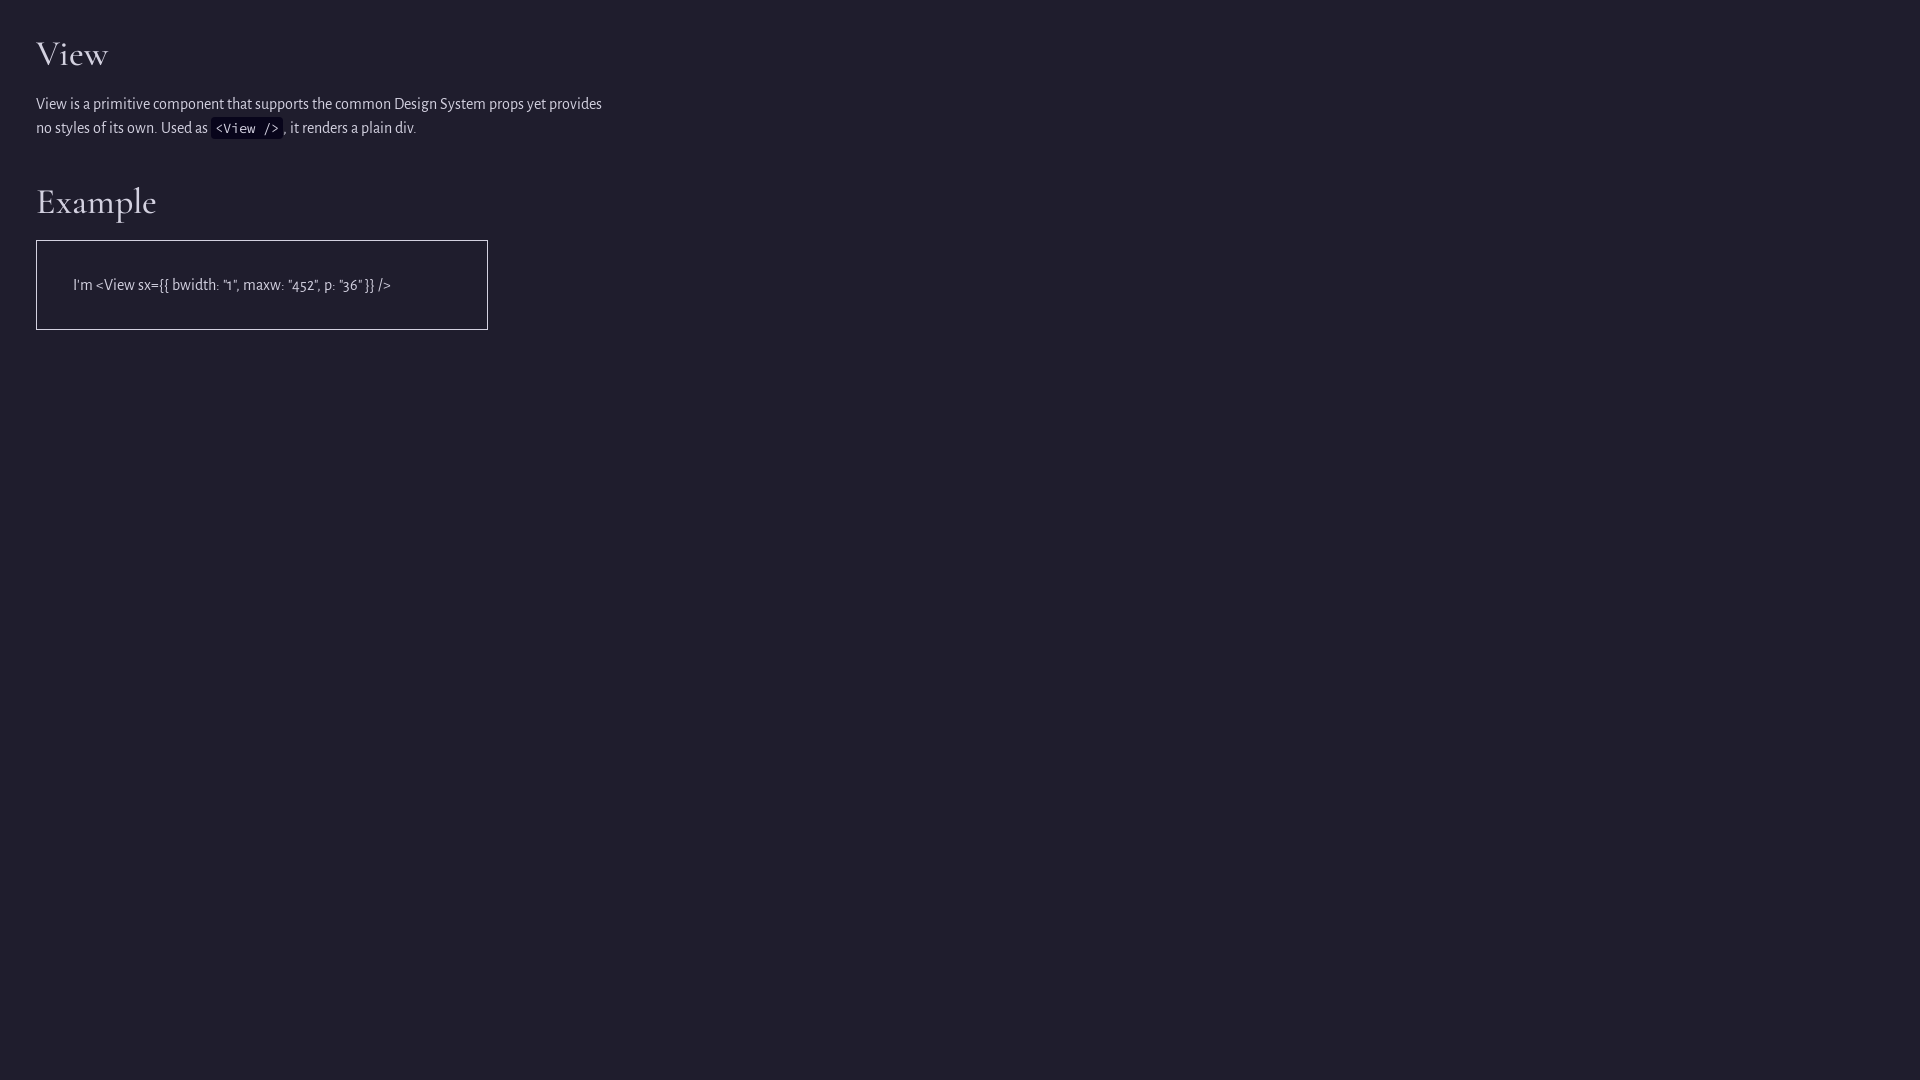 View
View is a primitive component that supports the common Design System props yet provides
no styles of its own. Used as <View />, it renders a plain div.
Example
I'm <View sx={{ bwidth: "1", maxw: "452", p: "36" }} />